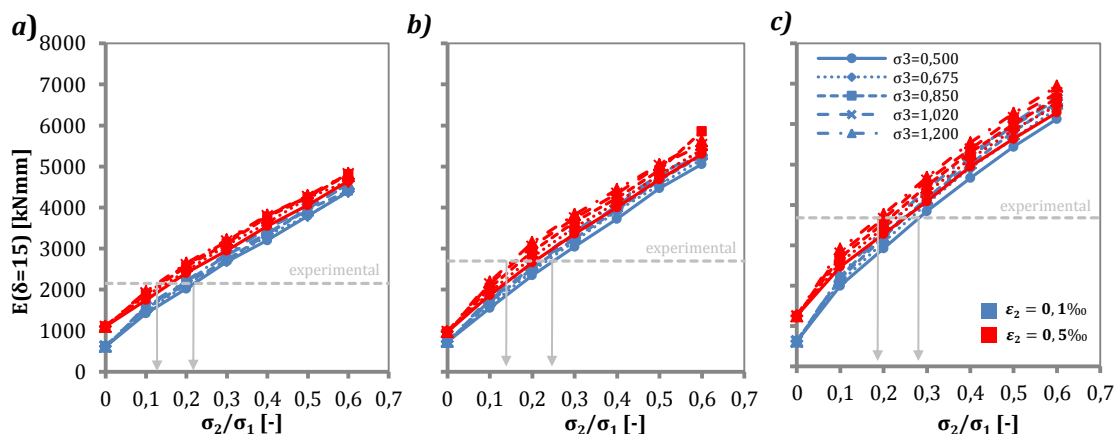 a)
b)
c)
8000
7000
6000
5000
4000
3000
2000
1000
0
E(δ=15) [kNmm]
σ3=0,500
σ3=0,675
σ3=0,850
σ3=1,020
σ3=1,200
experimental
experimental
experimental
ε₂ = 0,1‰
ε₂ = 0,5‰
0 0,1 0,2 0,3 0,4 0,5 0,6 0,7
0 0,1 0,2 0,3 0,4 0,5 0,6 0,7
0 0,1 0,2 0,3 0,4 0,5 0,6 0,7
σ₂/σ₁ [-]
σ₂/σ₁ [-]
σ₂/σ₁ [-]